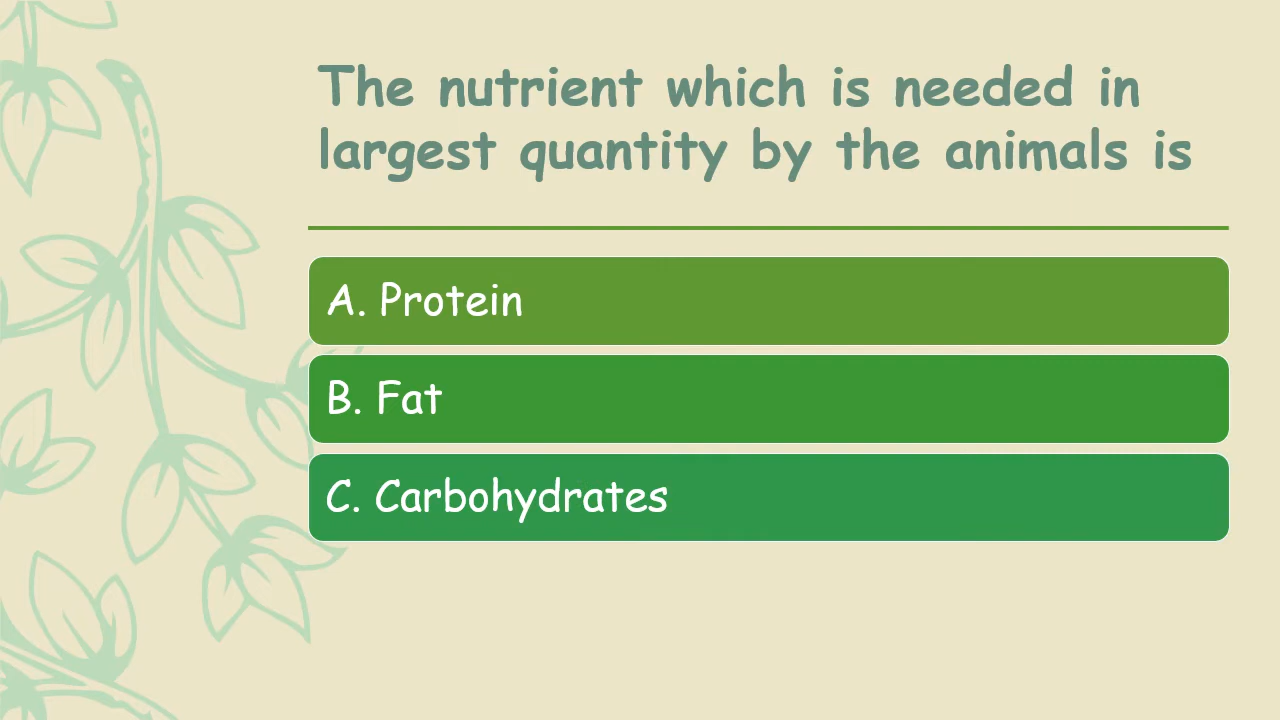 The nutrient which is needed in
largest quantity by the animals is
A. Protein
B. Fat
C. Carbohydrates